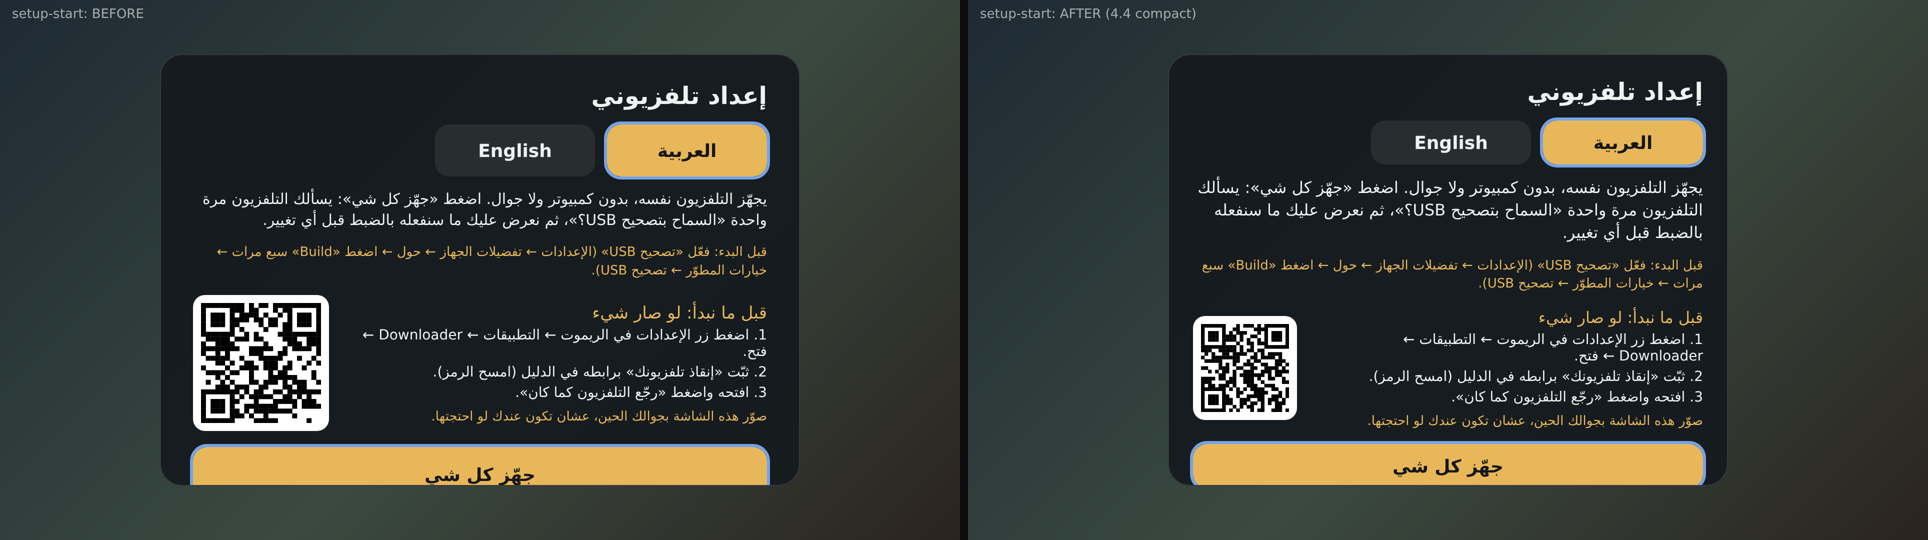 setup-start: BEFORE
إعداد تلفزيوني
العربية
English
يجهّز التلفزيون نفسه، بدون كمبيوتر ولا جوال. اضغط «جهّز كل شي»: يسألك التلفزيون مرة
واحدة «السماح بتصحيح USB؟»، ثم نعرض عليك ما سنفعله بالضبط قبل أي تغيير.
قبل البدء: فعّل «تصحيح USB» (الإعدادات ← تفضيلات الجهاز ← حول ← اضغط «Build» سبع مرات ←
خيارات المطوّر ← تصحيح USB).
قبل ما نبدأ: لو صار شيء
1. اضغط زر الإعدادات في الريموت ← التطبيقات ← Downloader ←
فتح.
2. ثبّت «إنقاذ تلفزيونك» برابطه في الدليل (امسح الرمز).
3. افتحه واضغط «رجّع التلفزيون كما كان».
صوّر هذه الشاشة بجوالك الحين، عشان تكون عندك لو احتجتها.
جهّز كل شي
setup-start: AFTER (4.4 compact)
إعداد تلفزيوني
العربية
English
يجهّز التلفزيون نفسه، بدون كمبيوتر ولا جوال. اضغط «جهّز كل شي»: يسألك
التلفزيون مرة واحدة «السماح بتصحيح USB؟»، ثم نعرض عليك ما سنفعله
بالضبط قبل أي تغيير.
قبل البدء: فعّل «تصحيح USB» (الإعدادات ← تفضيلات الجهاز ← حول ← اضغط «Build» سبع
مرات ← خيارات المطوّر ← تصحيح USB).
قبل ما نبدأ: لو صار شيء
1. اضغط زر الإعدادات في الريموت ← التطبيقات ←
Downloader ← فتح.
2. ثبّت «إنقاذ تلفزيونك» برابطه في الدليل (امسح الرمز).
3. افتحه واضغط «رجّع التلفزيون كما كان».
صوّر هذه الشاشة بجوالك الحين، عشان تكون عندك لو احتجتها.
جهّز كل شي